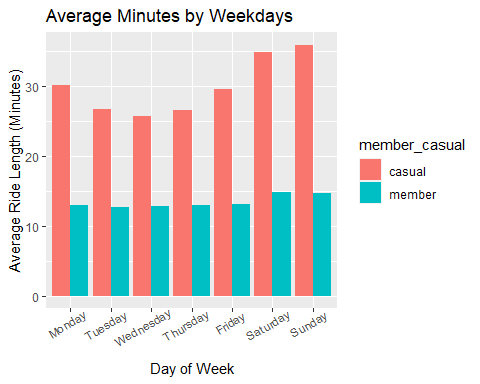 Average Minutes by Weekdays
Average Ride Length (Minutes)
30
20
10
0
Monday
Tuesday
Wednesday
Thursday
Friday
Saturday
Sunday
Day of Week
member_casual
casual
member